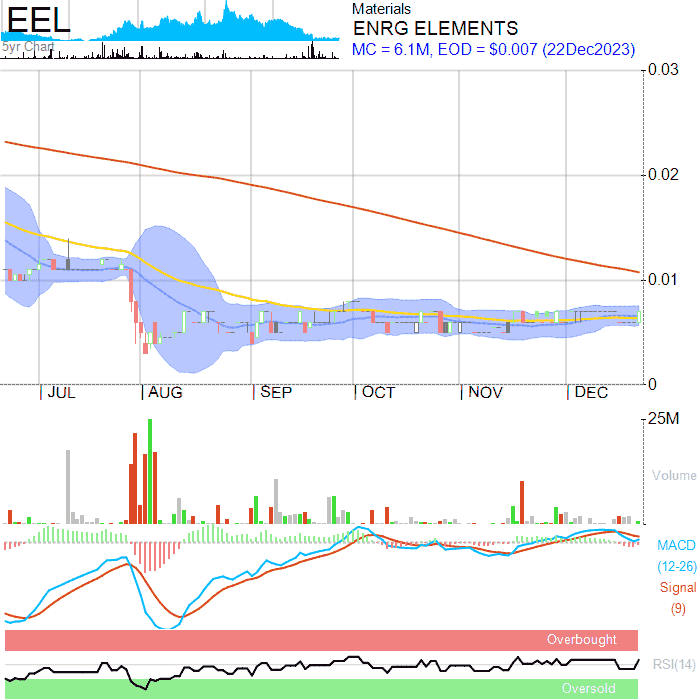 EEL
5yr Chart
Materials
ENRG ELEMENTS
MC = 6.1M, EOD = $0.007 (22Dec2023)
0.03
0.02
0.01
0
JUL AUG SEP OCT NOV DEC
25M
Volume
MACD
(12-26)
Signal
(9)
Overbought
RSI(14)
Oversold